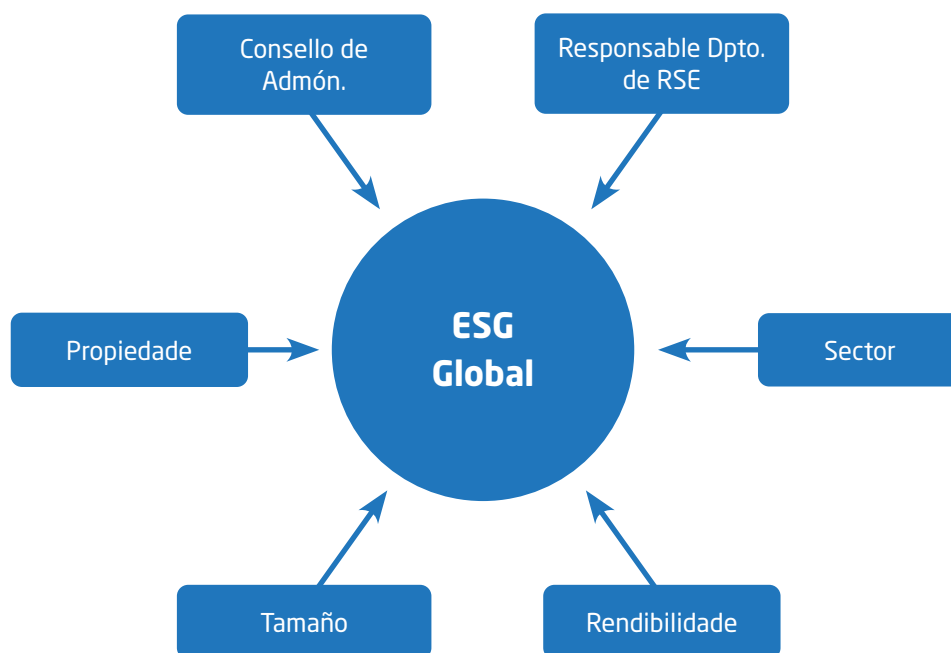 Consello de
Admón.
Responsable Dpto.
de RSE
ESG
Global
Propiedade
Sector
Tamaño
Rendibilidade